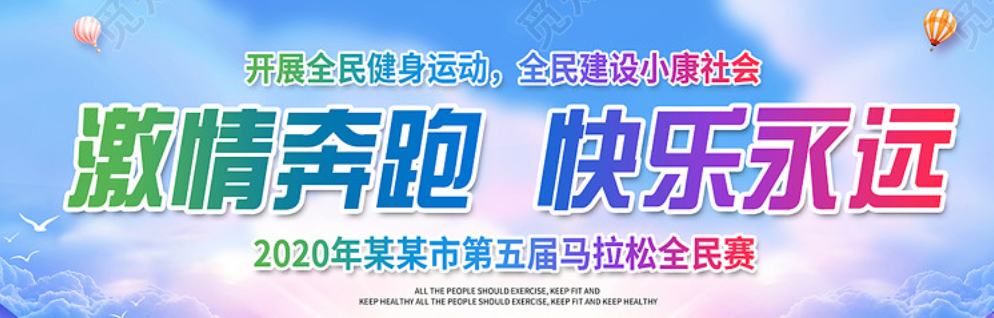 开展全民健身运动，全民建设小康社会
激情奔跑 快乐永远
2020年某某市第五届马拉松全民赛
ALL THE PEOPLE SHOULD EXERCISE, KEEP FIT AND
KEEP HEALTHY ALL THE PEOPLE SHOULD EXERCISE, KEEP FIT AND KEEP HEALTHY